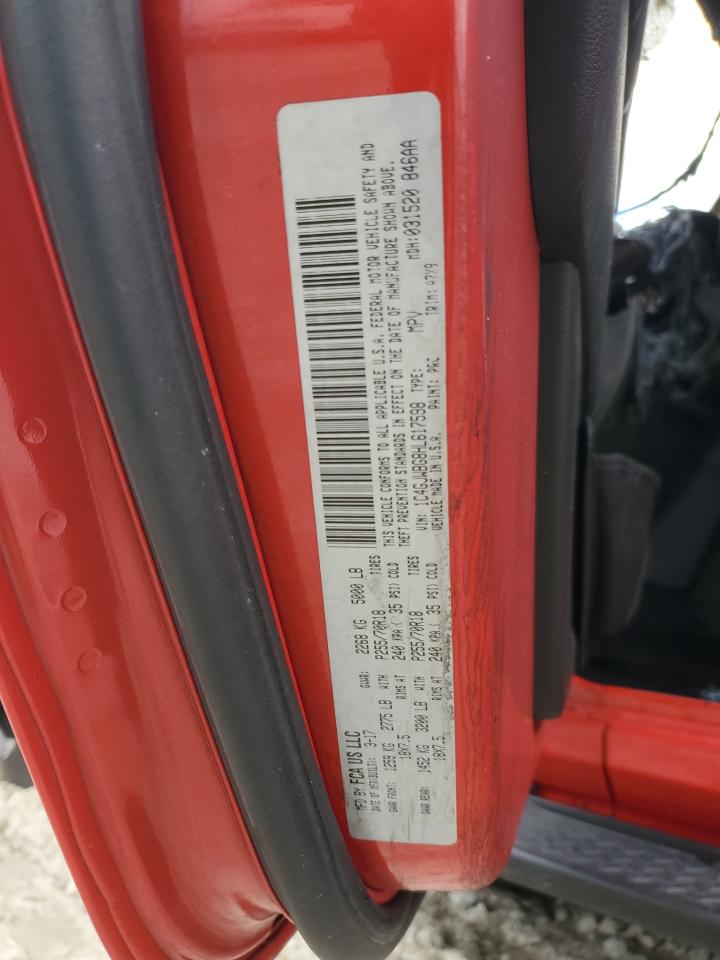 MFD BY FCA US LLC
DATE OF MFR(BUILT): 3-17 GVWR: 2268 KG 5000 LB
GAWR FRONT: 1259 KG 2775 LB WITH P255/70R18 TIRES
18X7.5 RIMS AT 240 KPA( 35 PSI) COLD
GAWR REAR: 1452 KG 3200 LB WITH P255/70R18 TIRES
18X7.5 RIMS AT 240 KPA( 35 PSI) COLD
THIS VEHICLE CONFORMS TO ALL APPLICABLE U.S.A. FEDERAL MOTOR VEHICLE SAFETY AND
THEFT PREVENTION STANDARDS IN EFFECT ON THE DATE OF MANUFACTURE SHOWN ABOVE.
VIN: 1C4GJWBG8HL617598 TYPE: MPV MDH:031520 846AA
VEHICLE MADE IN U.S.A. PAINT: PRC TRIM: A7X9